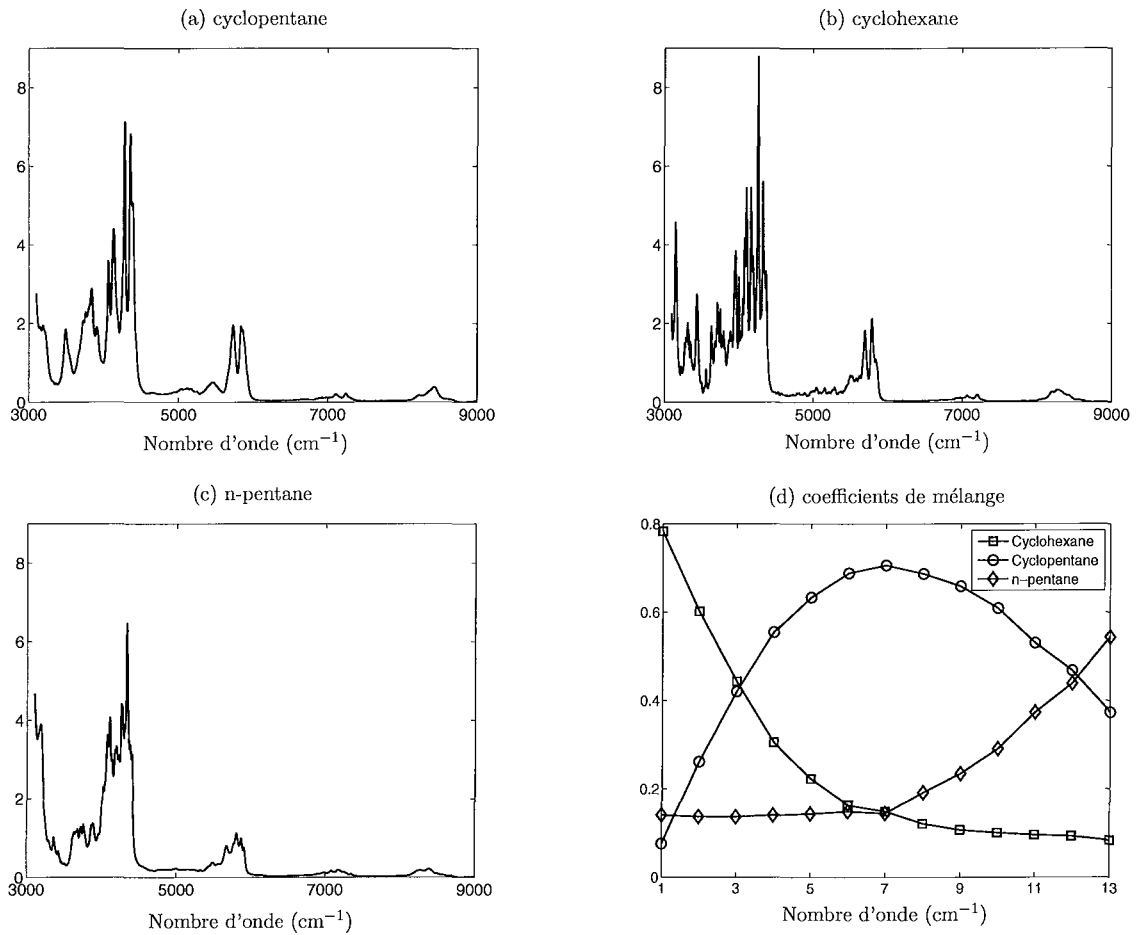 (a) cyclopentane
8
6
4
2
0
3000 5000 7000 9000
Nombre d'onde (cm⁻¹)
(b) cyclohexane
8
6
4
2
0
3000 5000 7000 9000
Nombre d'onde (cm⁻¹)
(c) n-pentane
8
6
4
2
0
3000 5000 7000 9000
Nombre d'onde (cm⁻¹)
(d) coefficients de mélange
0.8
0.6
0.4
0.2
0
1 3 5 7 9 11 13
Cyclohexane
Cyclopentane
n-pentane
Nombre d'onde (cm⁻¹)